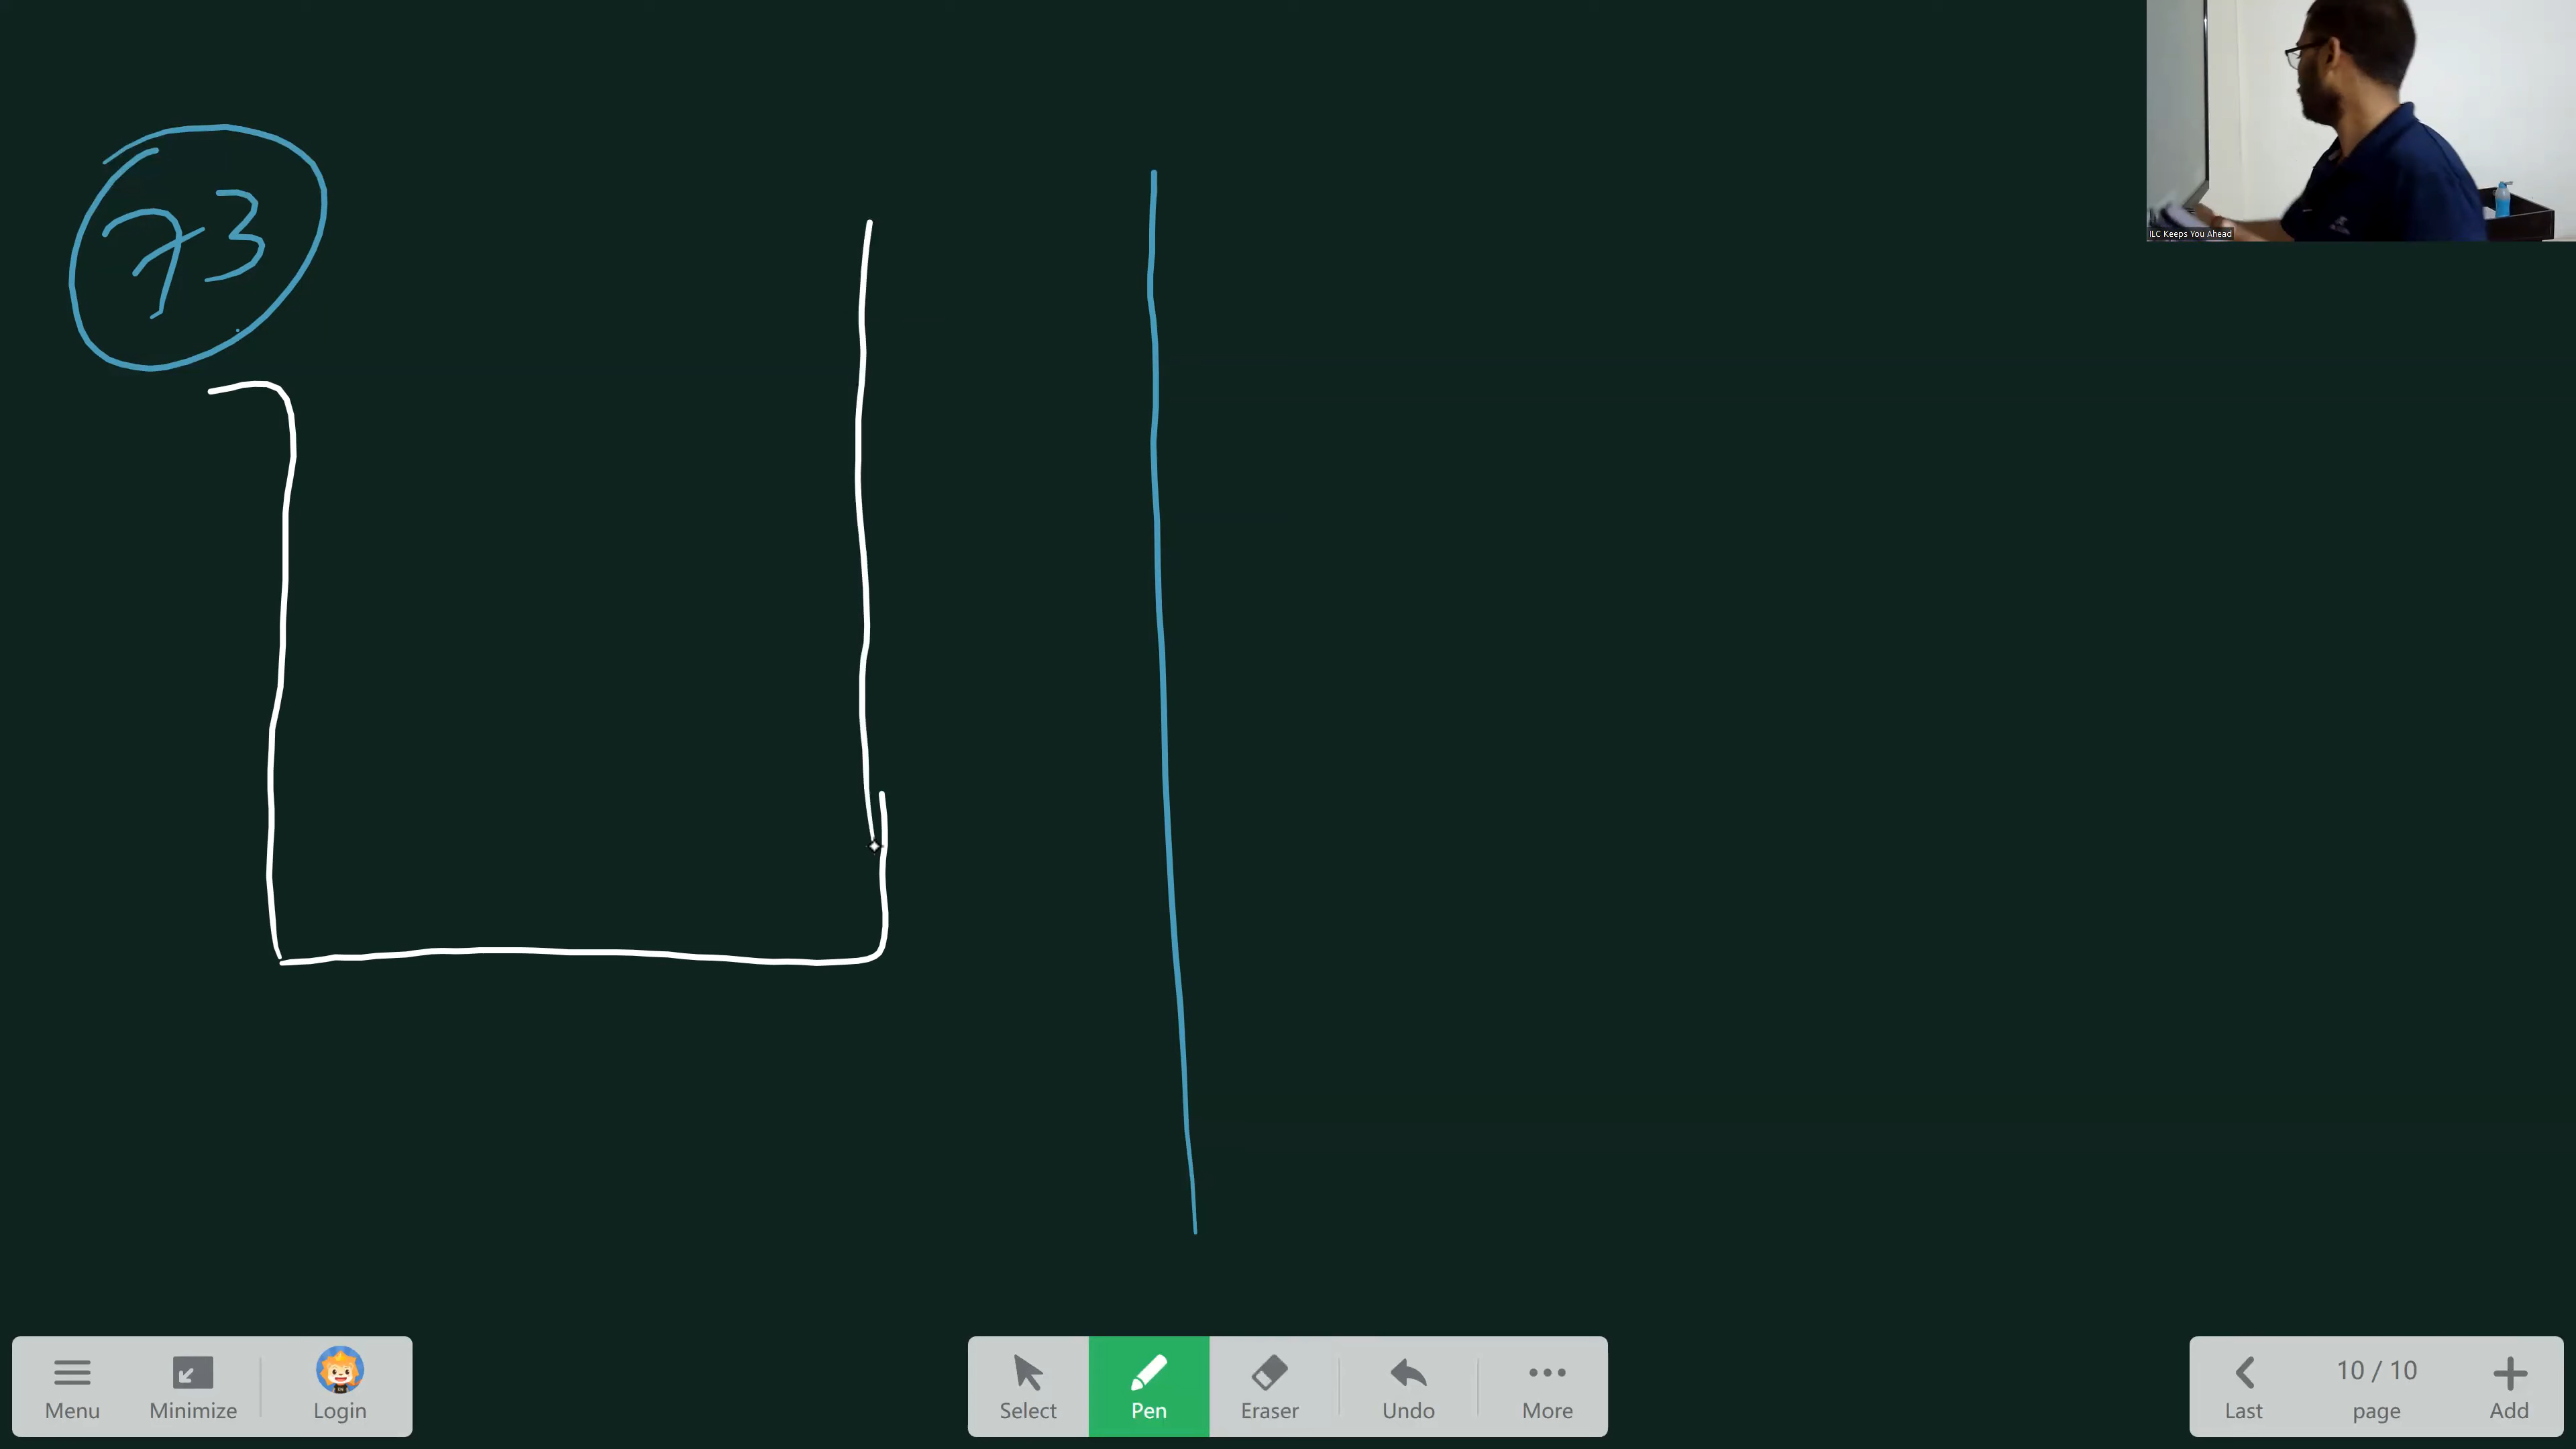 73
ILC Keeps You Ahead
Menu
Minimize
Login
Select
Pen
Eraser
Undo
More
Last
10 / 10
page
Add